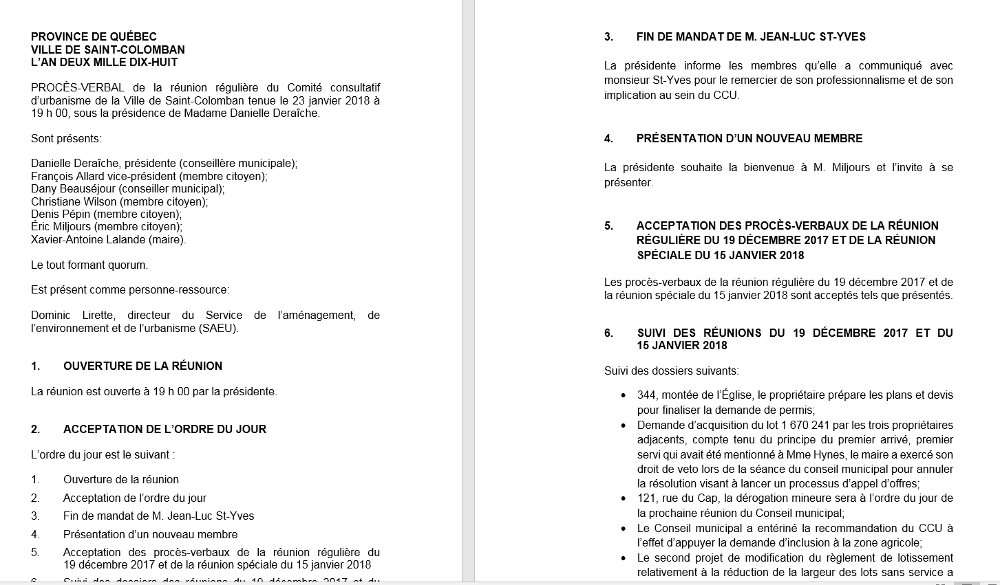 PROVINCE DE QUÉBEC
VILLE DE SAINT-COLOMBAN
L’AN DEUX MILLE DIX-HUIT
PROCÈS-VERBAL de la réunion régulière du Comité consultatif
d’urbanisme de la Ville de Saint-Colomban tenue le 23 janvier 2018 à
19 h 00, sous la présidence de Madame Danielle Deraîche.
Sont présents:
Danielle Deraîche, présidente (conseillère municipale);
François Allard vice-président (membre citoyen);
Dany Beauséjour (conseiller municipal);
Christiane Wilson (membre citoyen);
Denis Pépin (membre citoyen);
Éric Miljours (membre citoyen);
Xavier-Antoine Lalande (maire).
Le tout formant quorum.
Est présent comme personne-ressource:
Dominic Lirette, directeur du Service de l’aménagement, de
l’environnement et de l’urbanisme (SAEU).
1. OUVERTURE DE LA RÉUNION
La réunion est ouverte à 19 h 00 par la présidente.
2. ACCEPTATION DE L’ORDRE DU JOUR
L’ordre du jour est le suivant :
1. Ouverture de la réunion
2. Acceptation de l’ordre du jour
3. Fin de mandat de M. Jean-Luc St-Yves
4. Présentation d’un nouveau membre
5. Acceptation des procès-verbaux de la réunion régulière du
19 décembre 2017 et de la réunion spéciale du 15 janvier 2018
6. Suivi des dossiers des réunions du 19 décembre 2017 et du
3. FIN DE MANDAT DE M. JEAN-LUC ST-YVES
La présidente informe les membres qu’elle a communiqué avec
monsieur St-Yves pour le remercier de son professionnalisme et de son
implication au sein du CCU.
4. PRÉSENTATION D’UN NOUVEAU MEMBRE
La présidente souhaite la bienvenue à M. Miljours et l’invite à se
présenter.
5. ACCEPTATION DES PROCÈS-VERBAUX DE LA RÉUNION
RÉGULIÈRE DU 19 DÉCEMBRE 2017 ET DE LA RÉUNION
SPÉCIALE DU 15 JANVIER 2018
Les procès-verbaux de la réunion régulière du 19 décembre 2017 et de
la réunion spéciale du 15 janvier 2018 sont acceptés tels que présentés.
6. SUIVI DES RÉUNIONS DU 19 DÉCEMBRE 2017 ET DU
15 JANVIER 2018
Suivi des dossiers suivants:
• 344, montée de l’Église, le propriétaire prépare les plans et devis
pour finaliser la demande de permis;
• Demande d’acquisition du lot 1 670 241 par les trois propriétaires
adjacents, compte tenu du principe du premier arrivé, premier
servi qui avait été mentionné à Mme Hynes, le maire a exercé son
droit de veto lors de la séance du conseil municipal pour annuler
la résolution visant à lancer un processus d’appel d’offres;
• 121, rue du Cap, la dérogation mineure sera à l’ordre du jour de
la prochaine réunion du Conseil municipal;
• Le Conseil municipal a entériné la recommandation du CCU à
l’effet d’appuyer la demande d’inclusion à la zone agricole;
• Le second projet de modification du règlement de lotissement
relativement à la réduction de la largeur des lots sans service a